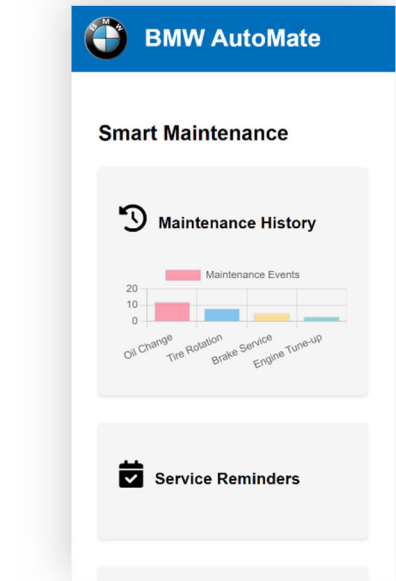 BMW
BMW AutoMate
Smart Maintenance
Maintenance History
Maintenance Events
20
10
0
Oil Change
Tire Rotation
Brake Service
Engine Tune-up
Service Reminders